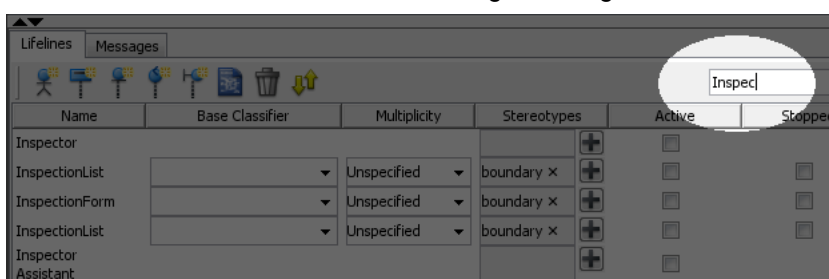 Lifelines Messages
Inspec
Name Base Classifier Multiplicity Stereotypes Active Stopped
Inspector
InspectionList Unspecified boundary ×
InspectionForm Unspecified boundary ×
InspectionList Unspecified boundary ×
Inspector
Assistant